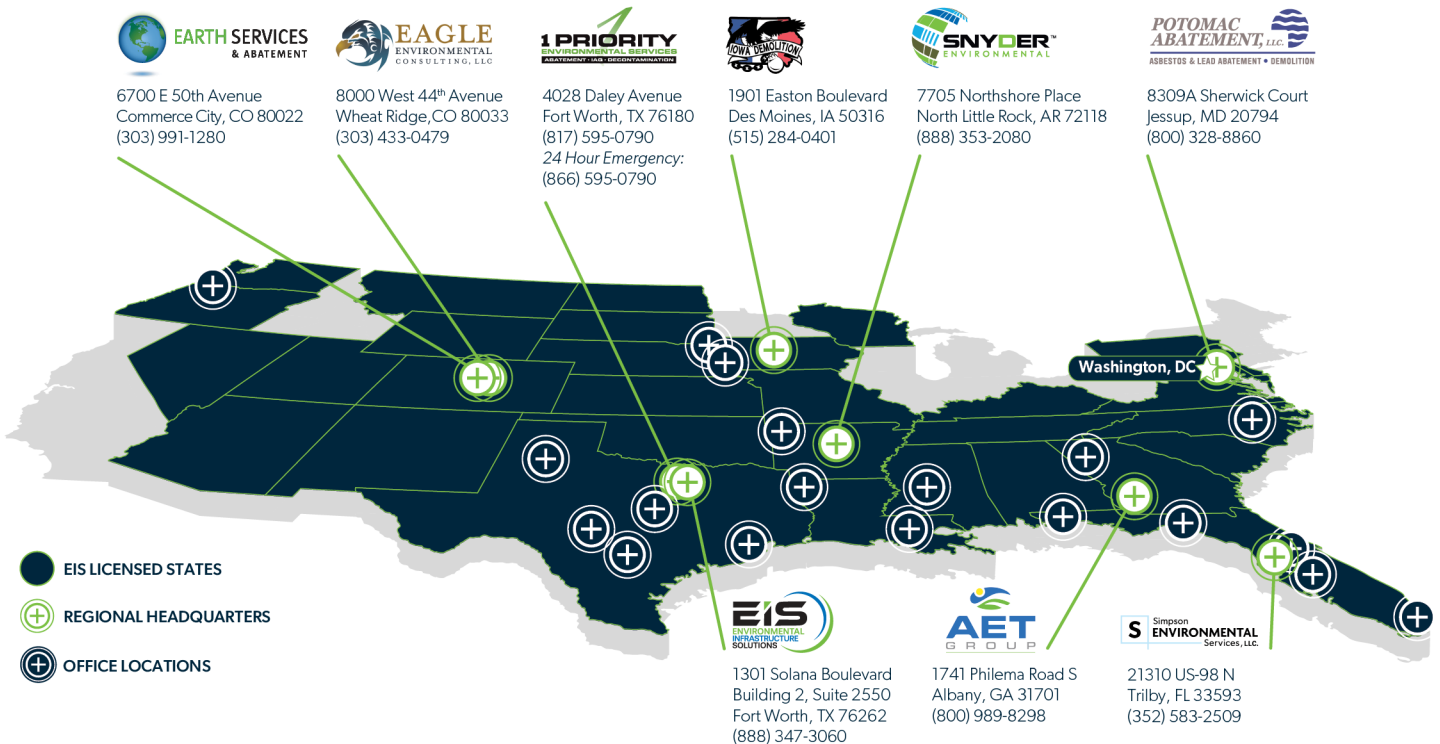 EARTH SERVICES
& ABATEMENT
6700 E 50th Avenue
Commerce City, CO 80022
(303) 991-1280
EAGLE
ENVIRONMENTAL
CONSULTING, LLC
8000 West 44th Avenue
Wheat Ridge,CO 80033
(303) 433-0479
1 PRIORITY
ENVIRONMENTAL SERVICES
ABATEMENT · IAQ · DECONTAMINATION
4028 Daley Avenue
Fort Worth, TX 76180
(817) 595-0790
24 Hour Emergency:
(866) 595-0790
IOWA DEMOLITION
1901 Easton Boulevard
Des Moines, IA 50316
(515) 284-0401
SNYDER™
ENVIRONMENTAL
7705 Northshore Place
North Little Rock, AR 72118
(888) 353-2080
POTOMAC
ABATEMENT, LLC.
ASBESTOS & LEAD ABATEMENT • DEMOLITION
8309A Sherwick Court
Jessup, MD 20794
(800) 328-8860
Washington, DC
EIS LICENSED STATES
REGIONAL HEADQUARTERS
OFFICE LOCATIONS
EIS
ENVIRONMENTAL
INFRASTRUCTURE
SOLUTIONS
1301 Solana Boulevard
Building 2, Suite 2550
Fort Worth, TX 76262
(888) 347-3060
AET
GROUP
1741 Philema Road S
Albany, GA 31701
(800) 989-8298
S
Simpson
ENVIRONMENTAL
Services, LLC.
21310 US-98 N
Trilby, FL 33593
(352) 583-2509